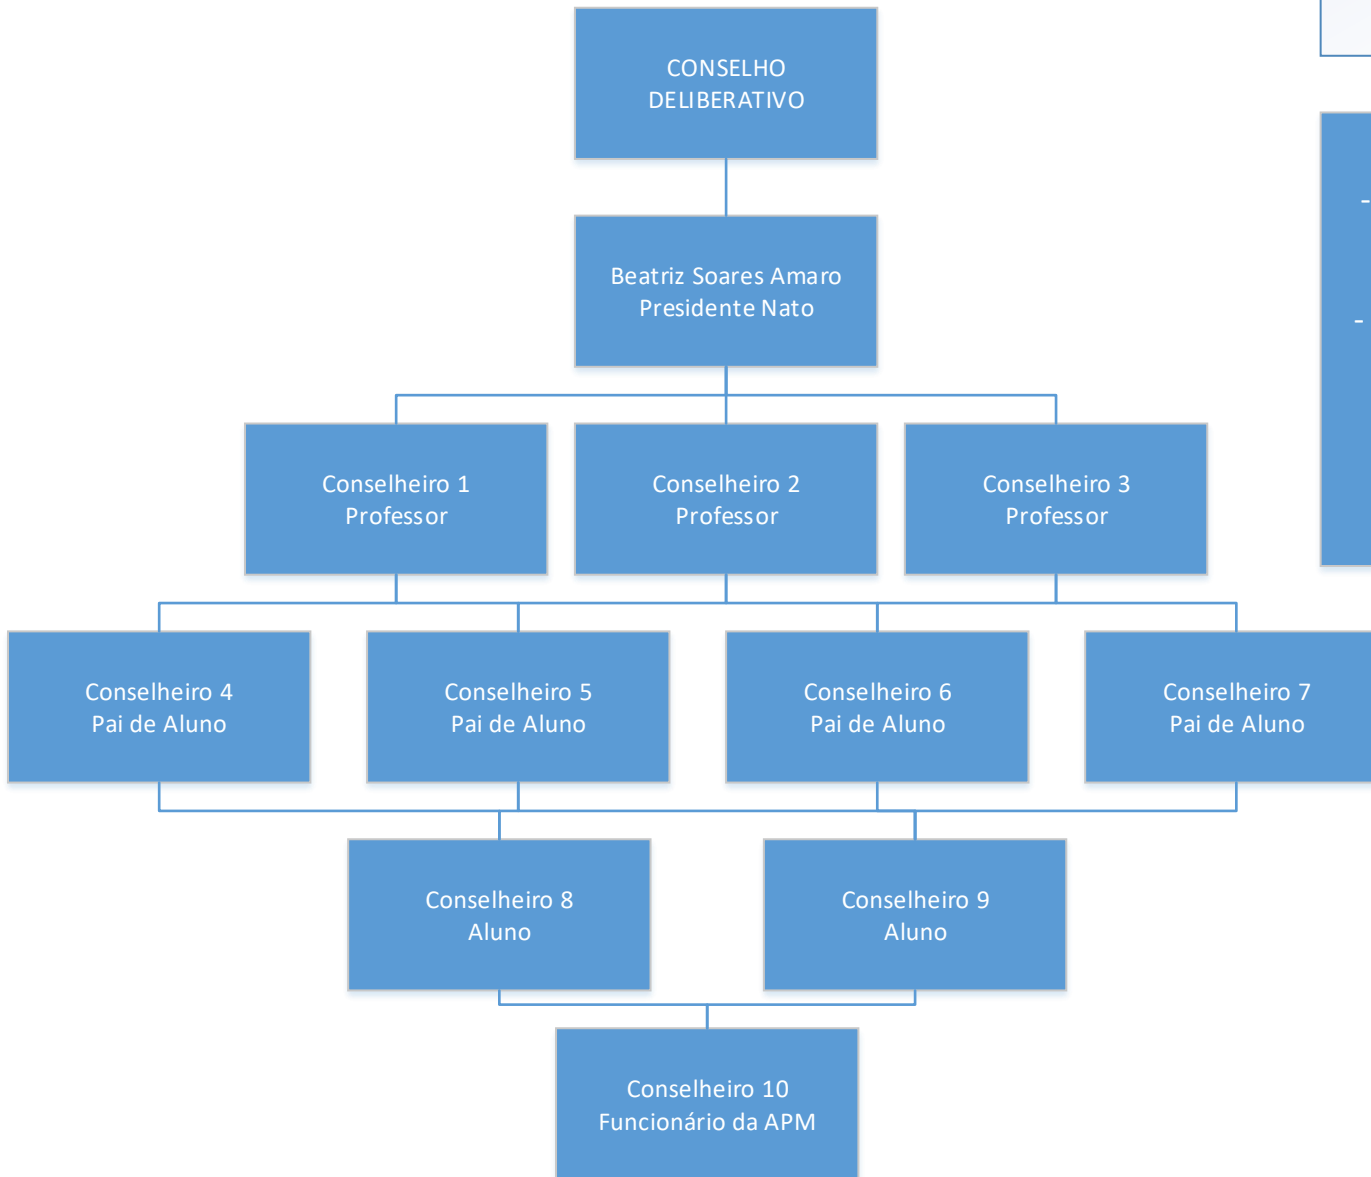 CONSELHO
DELIBERATIVO
Beatriz Soares Amaro
Presidente Nato
Conselheiro 1
Professor
Conselheiro 2
Professor
Conselheiro 3
Professor
Conselheiro 4
Pai de Aluno
Conselheiro 5
Pai de Aluno
Conselheiro 6
Pai de Aluno
Conselheiro 7
Pai de Aluno
Conselheiro 8
Aluno
Conselheiro 9
Aluno
Conselheiro 10
Funcionário da APM
-
-